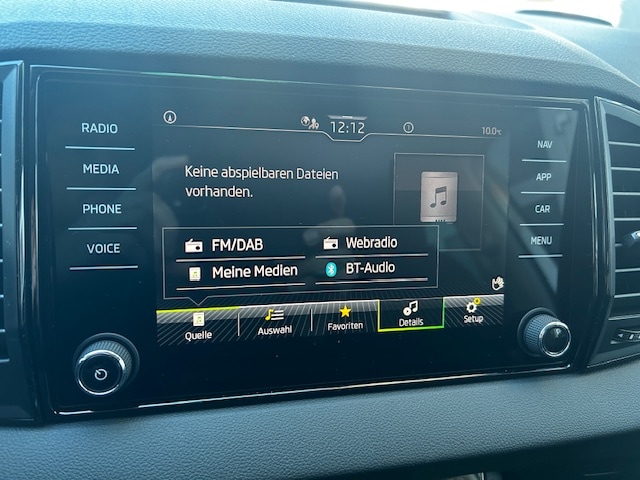 RADIO
MEDIA
PHONE
VOICE
12:12
10.0°C
Keine abspielbaren Dateien
vorhanden.
FM/DAB
Webradio
Meine Medien
BT-Audio
Quelle
Auswahl
Favoriten
Details
Setup
NAV
APP
CAR
MENU